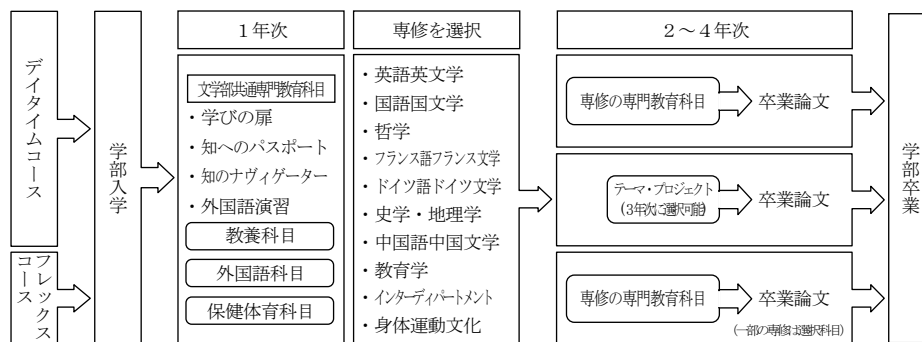 デイタイムコース
フレックスコース
学部入学
１年次
文学部共通専門教育科目
・学びの扉
・知へのパスポート
・知のナヴィゲーター
・外国語演習
教養科目
外国語科目
保健体育科目
専修を選択
・英語英文学
・国語国文学
・哲学
・フランス語フランス文学
・ドイツ語ドイツ文学
・史学・地理学
・中国語中国文学
・教育学
・インターディパートメント
・身体運動文化
２～４年次
専修の専門教育科目
卒業論文
テーマ・プロジェクト
（３年次に選択可能）
卒業論文
専修の専門教育科目
卒業論文
（一部の専修は選択科目）
学部卒業